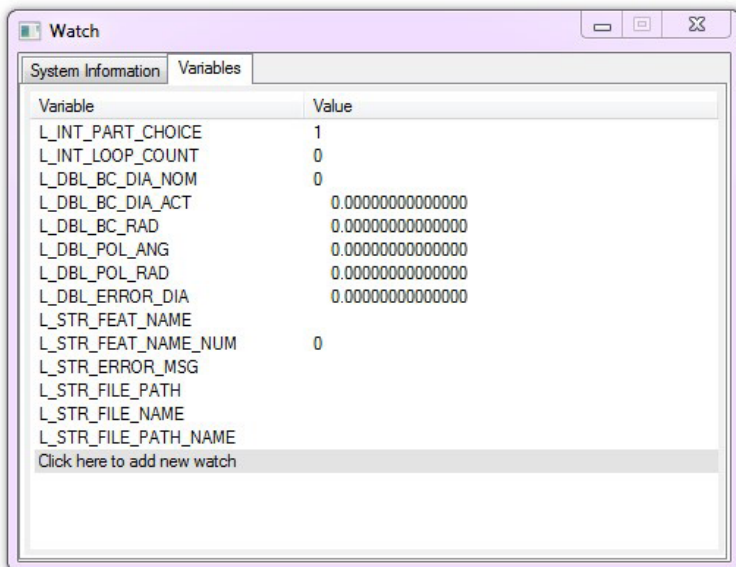 Watch
System Information Variables
Variable Value
L_INT_PART_CHOICE 1
L_INT_LOOP_COUNT 0
L_DBL_BC_DIA_NOM 0
L_DBL_BC_DIA_ACT 0.00000000000000
L_DBL_BC_RAD 0.00000000000000
L_DBL_POL_ANG 0.00000000000000
L_DBL_POL_RAD 0.00000000000000
L_DBL_ERROR_DIA 0.00000000000000
L_STR_FEAT_NAME
L_STR_FEAT_NAME_NUM 0
L_STR_ERROR_MSG
L_STR_FILE_PATH
L_STR_FILE_NAME
L_STR_FILE_PATH_NAME
Click here to add new watch